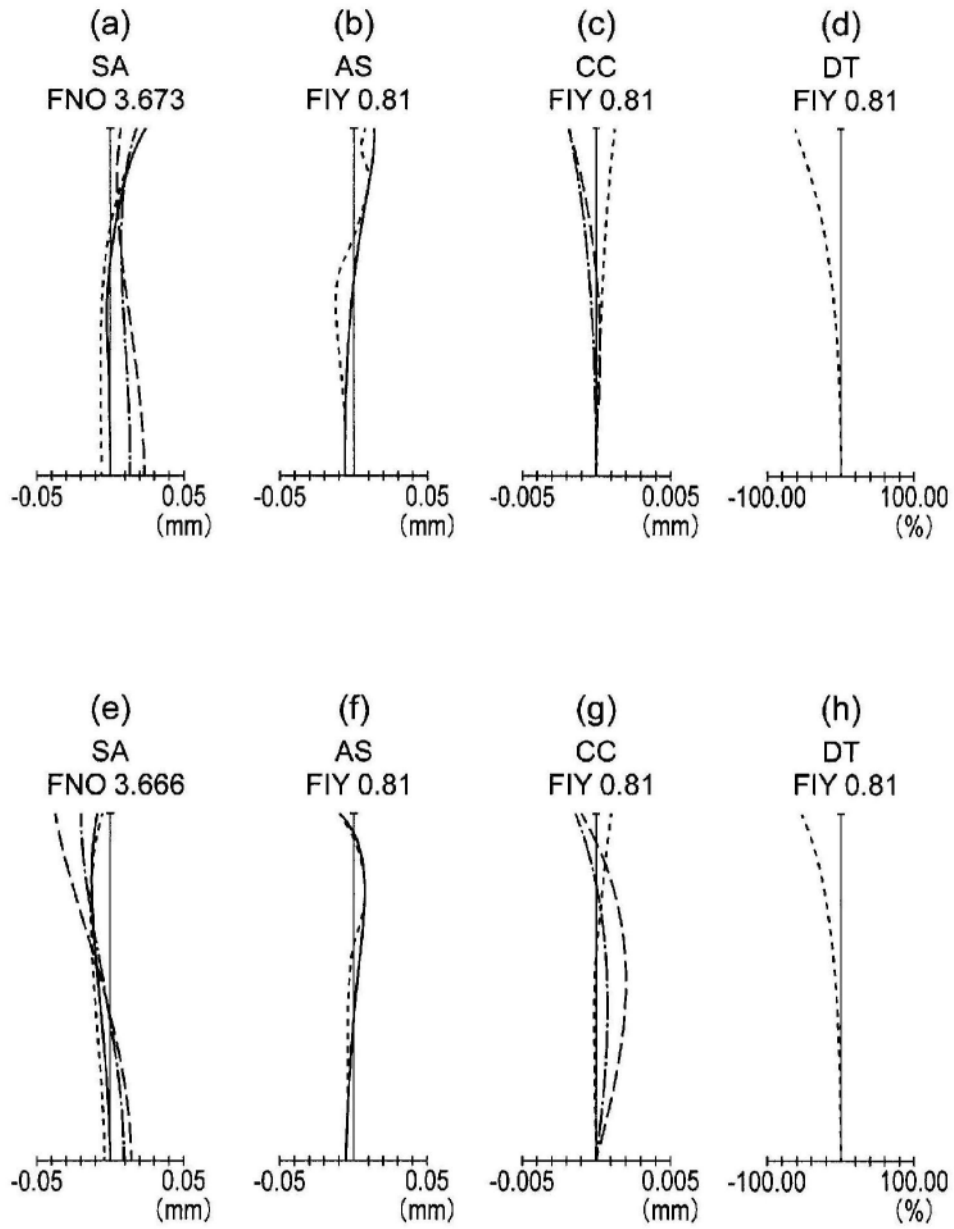 (a)
SA
FNO 3.673
(b)
AS
FIY 0.81
(c)
CC
FIY 0.81
(d)
DT
FIY 0.81
-0.05 0.05
(mm)
-0.05 0.05
(mm)
-0.005 0.005
(mm)
-100.00 100.00
(%)
(e)
SA
FNO 3.666
(f)
AS
FIY 0.81
(g)
CC
FIY 0.81
(h)
DT
FIY 0.81
-0.05 0.05
(mm)
-0.05 0.05
(mm)
-0.005 0.005
(mm)
-100.00 100.00
(%)